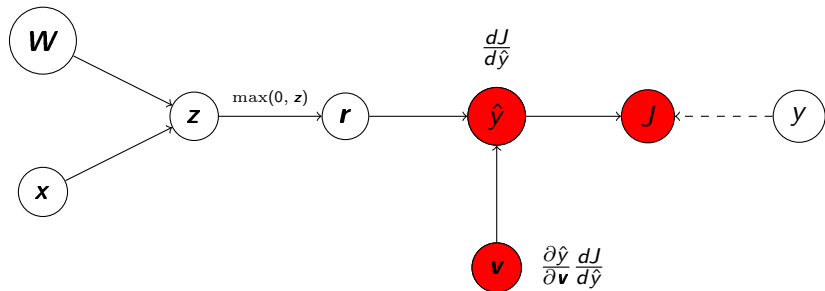 W
dJ/dŷ
max(0, z)
z
r
ŷ
J
y
x
v
∂ŷ/∂v dJ/dŷ